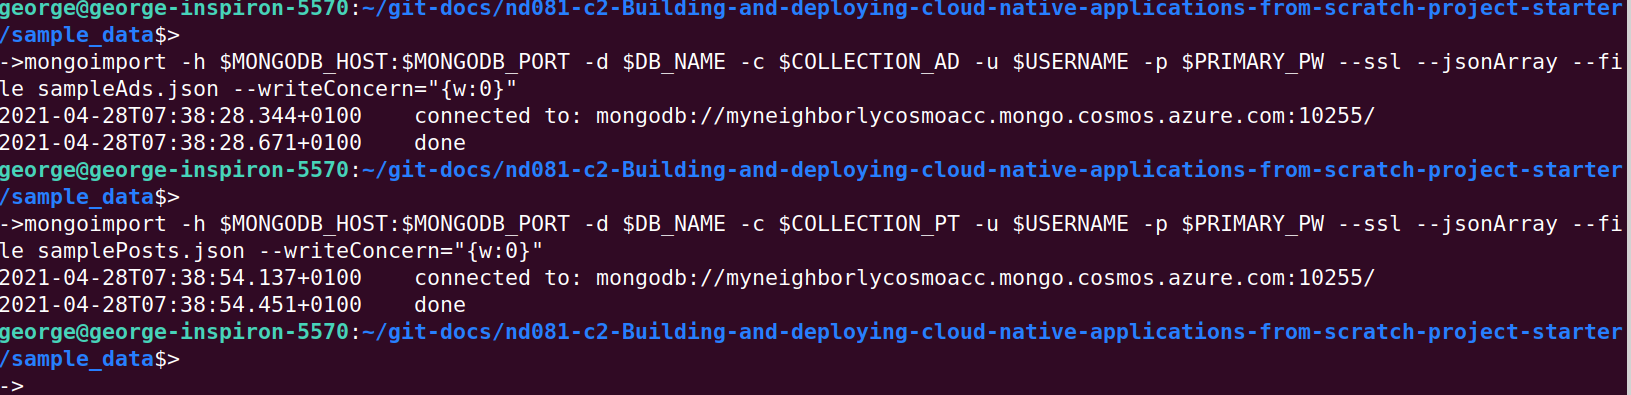 george@george-inspiron-5570:~/git-docs/nd081-c2-Building-and-deploying-cloud-native-applications-from-scratch-project-starter
/sample_data$>
->mongoimport -h $MONGODB_HOST:$MONGODB_PORT -d $DB_NAME -c $COLLECTION_AD -u $USERNAME -p $PRIMARY_PW --ssl --jsonArray --fi
le sampleAds.json --writeConcern="{w:0}"
2021-04-28T07:38:28.344+0100    connected to: mongodb://myneighborlycosmoacc.mongo.cosmos.azure.com:10255/
2021-04-28T07:38:28.671+0100    done
george@george-inspiron-5570:~/git-docs/nd081-c2-Building-and-deploying-cloud-native-applications-from-scratch-project-starter
/sample_data$>
->mongoimport -h $MONGODB_HOST:$MONGODB_PORT -d $DB_NAME -c $COLLECTION_PT -u $USERNAME -p $PRIMARY_PW --ssl --jsonArray --fi
le samplePosts.json --writeConcern="{w:0}"
2021-04-28T07:38:54.137+0100    connected to: mongodb://myneighborlycosmoacc.mongo.cosmos.azure.com:10255/
2021-04-28T07:38:54.451+0100    done
george@george-inspiron-5570:~/git-docs/nd081-c2-Building-and-deploying-cloud-native-applications-from-scratch-project-starter
/sample_data$>
->